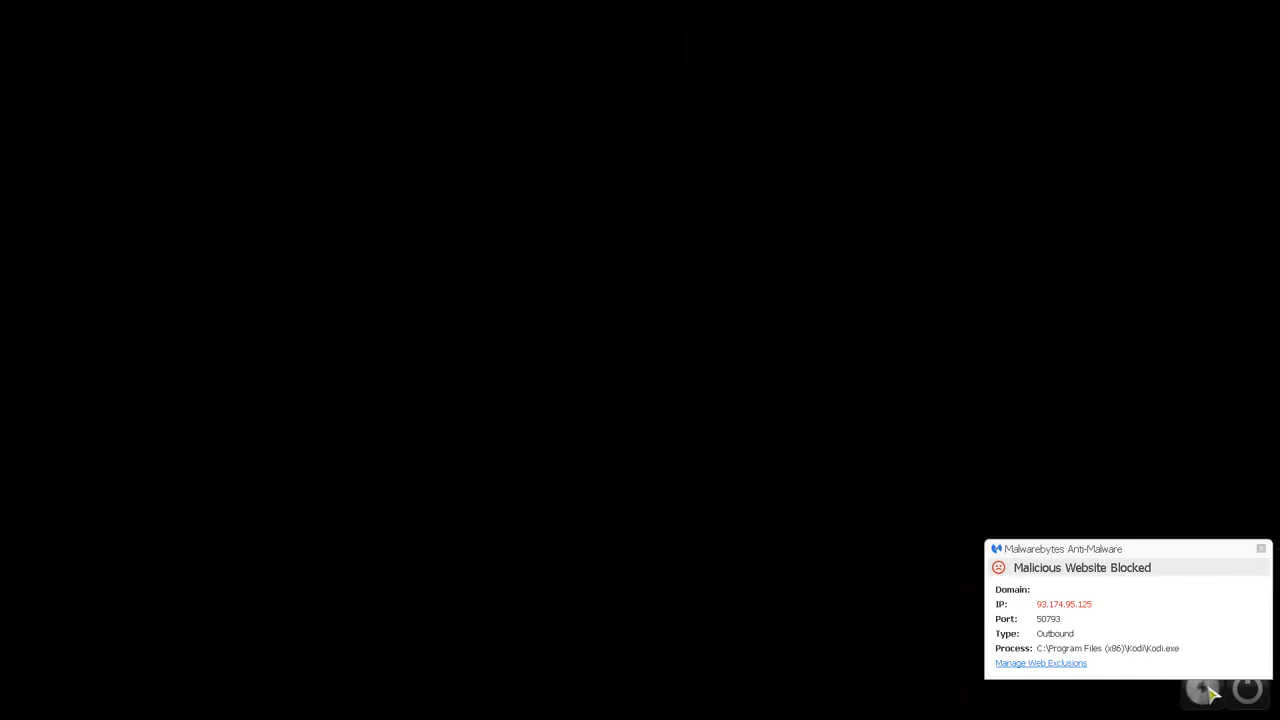 Malwarebytes Anti-Malware
Malicious Website Blocked
Domain:
IP: 93.174.95.125
Port: 50793
Type: Outbound
Process: C:\Program Files (x86)\Kodi\Kodi.exe
Manage Web Exclusions